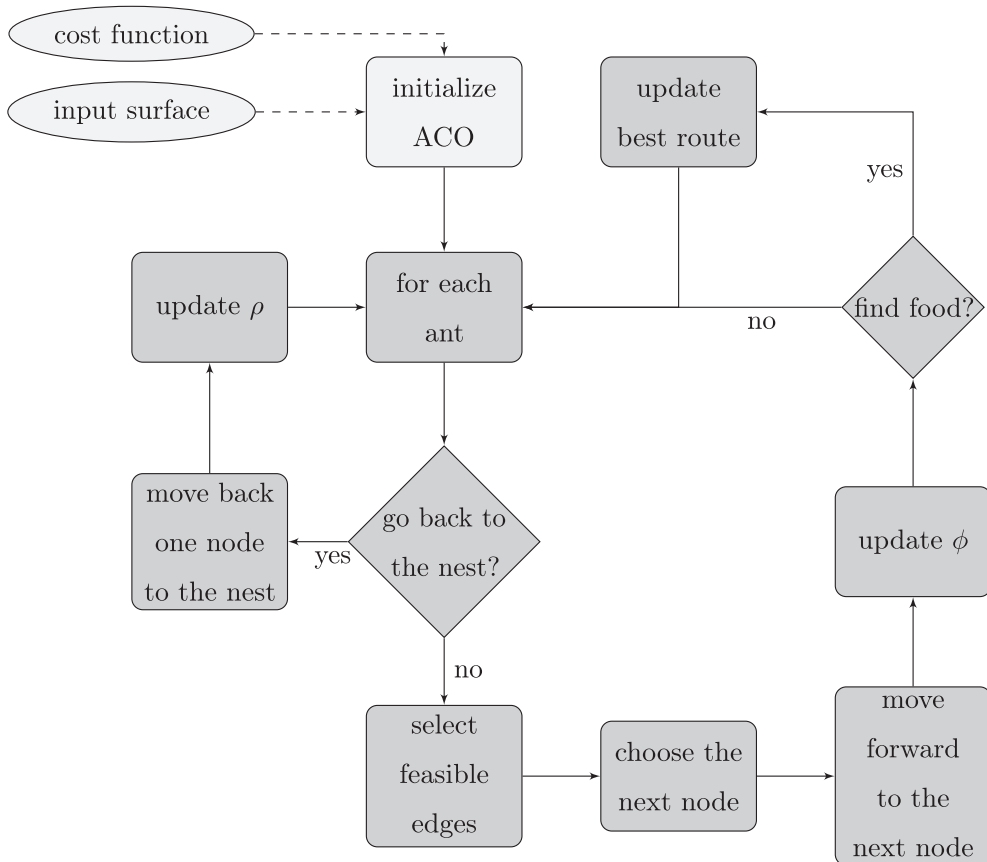 cost function
input surface
initialize
ACO
update
best route
yes
update ρ
for each
ant
find food?
no
move back
one node
to the nest
yes
go back to
the nest?
update ϕ
no
select
feasible
edges
choose the
next node
move
forward
to the
next node